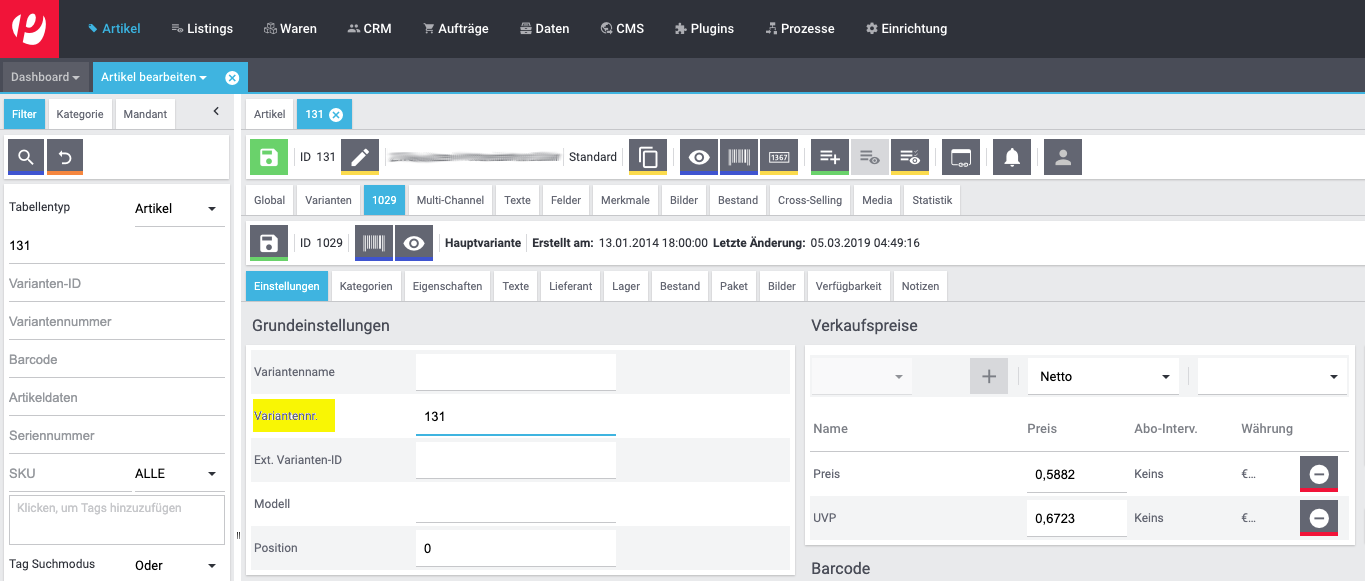 Artikel Listings Waren CRM Aufträge Daten CMS Plugins Prozesse Einrichtung
Dashboard Artikel bearbeiten
Filter Kategorie Mandant
Artikel 131
ID 131 Standard 1367
Tabellentyp Artikel
131
Varianten-ID
Variantennummer
Barcode
Artikeldaten
Seriennummer
SKU ALLE
Klicken, um Tags hinzuzufügen
Tag Suchmodus Oder
Global Varianten 1029 Multi-Channel Texte Felder Merkmale Bilder Bestand Cross-Selling Media Statistik
ID 1029 Hauptvariante Erstellt am: 13.01.2014 18:00:00 Letzte Änderung: 05.03.2019 04:49:16
Einstellungen Kategorien Eigenschaften Texte Lieferant Lager Bestand Paket Bilder Verfügbarkeit Notizen
Grundeinstellungen
Variantenname
Variantennr. 131
Ext. Varianten-ID
Modell
Position 0
Verkaufspreise
Netto
Name Preis Abo-Interv. Währung
Preis 0,5882 Keins €...
UVP 0,6723 Keins €...
Barcode